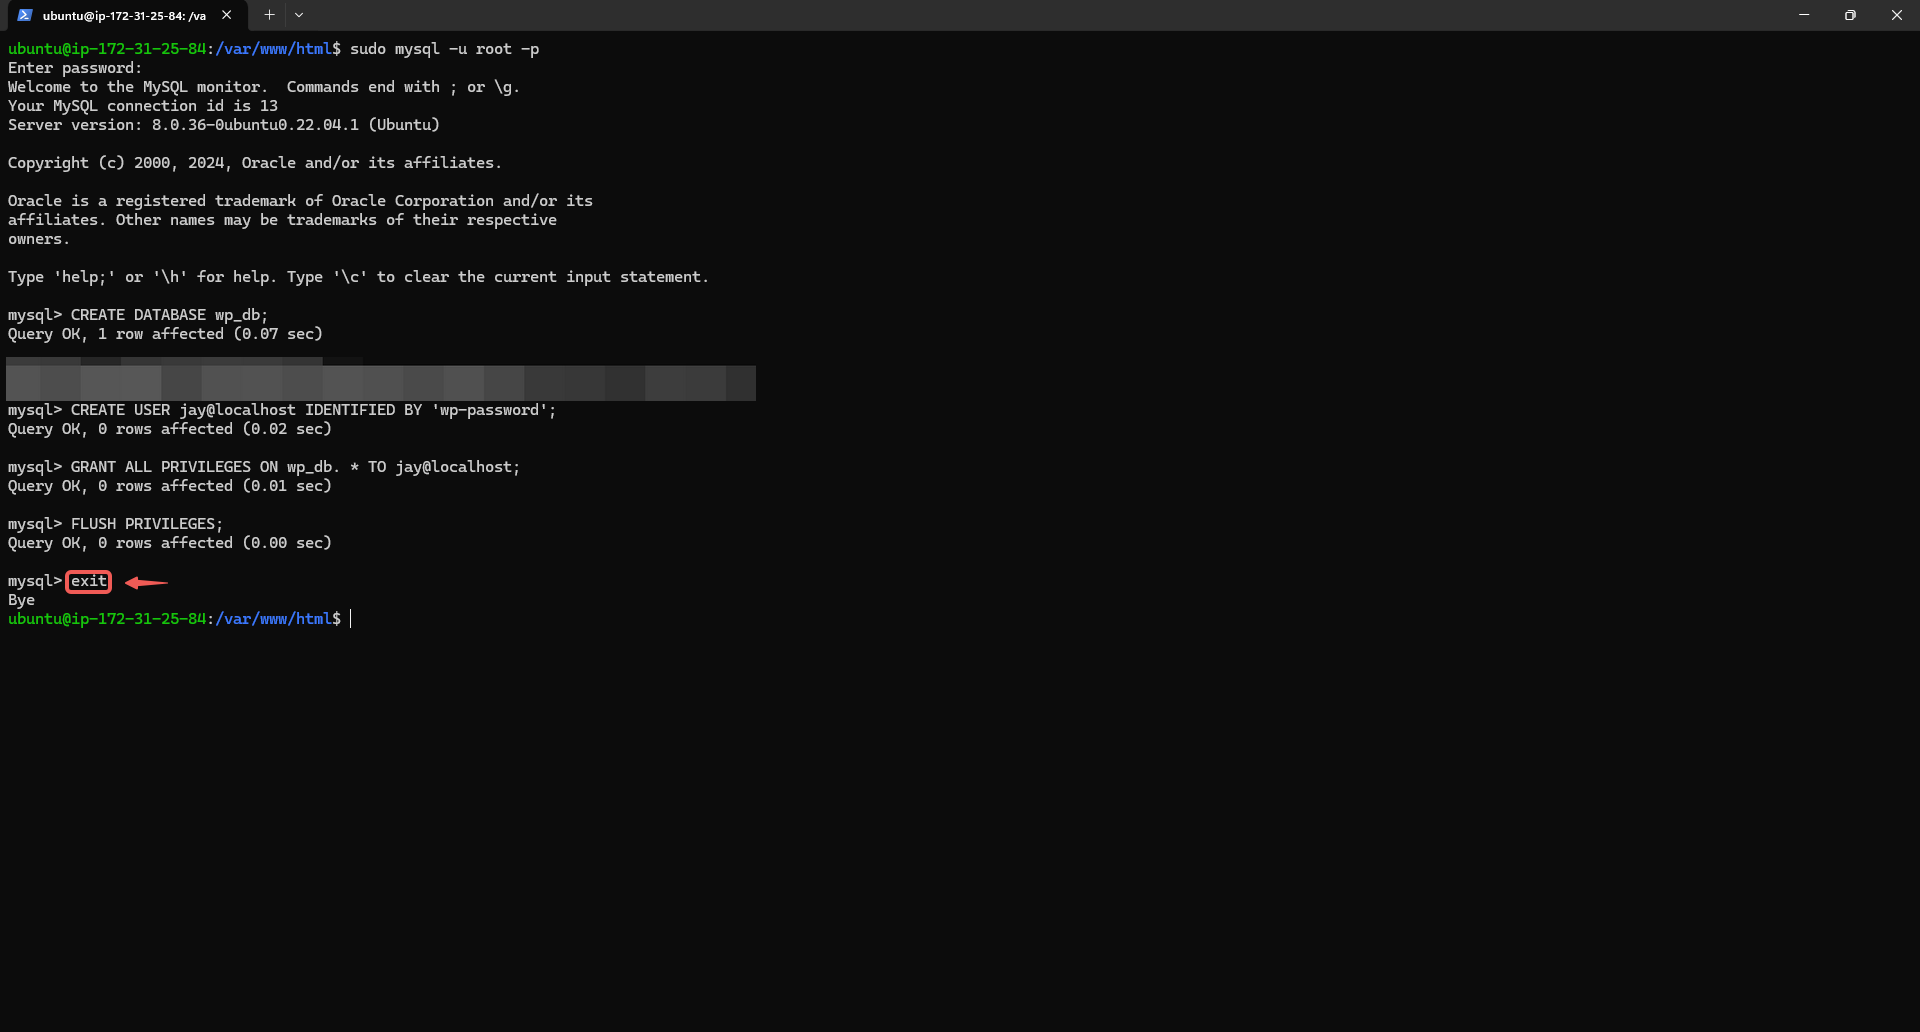 ubuntu@ip-172-31-25-84: /va
ubuntu@ip-172-31-25-84:/var/www/html$ sudo mysql -u root -p
Enter password:
Welcome to the MySQL monitor.  Commands end with ; or \g.
Your MySQL connection id is 13
Server version: 8.0.36-0ubuntu0.22.04.1 (Ubuntu)
Copyright (c) 2000, 2024, Oracle and/or its affiliates.
Oracle is a registered trademark of Oracle Corporation and/or its
affiliates. Other names may be trademarks of their respective
owners.
Type 'help;' or '\h' for help. Type '\c' to clear the current input statement.
mysql> CREATE DATABASE wp_db;
Query OK, 1 row affected (0.07 sec)
mysql> CREATE USER jay@localhost IDENTIFIED BY 'wp-password';
Query OK, 0 rows affected (0.02 sec)
mysql> GRANT ALL PRIVILEGES ON wp_db. * TO jay@localhost;
Query OK, 0 rows affected (0.01 sec)
mysql> FLUSH PRIVILEGES;
Query OK, 0 rows affected (0.00 sec)
mysql> exit
Bye
ubuntu@ip-172-31-25-84:/var/www/html$